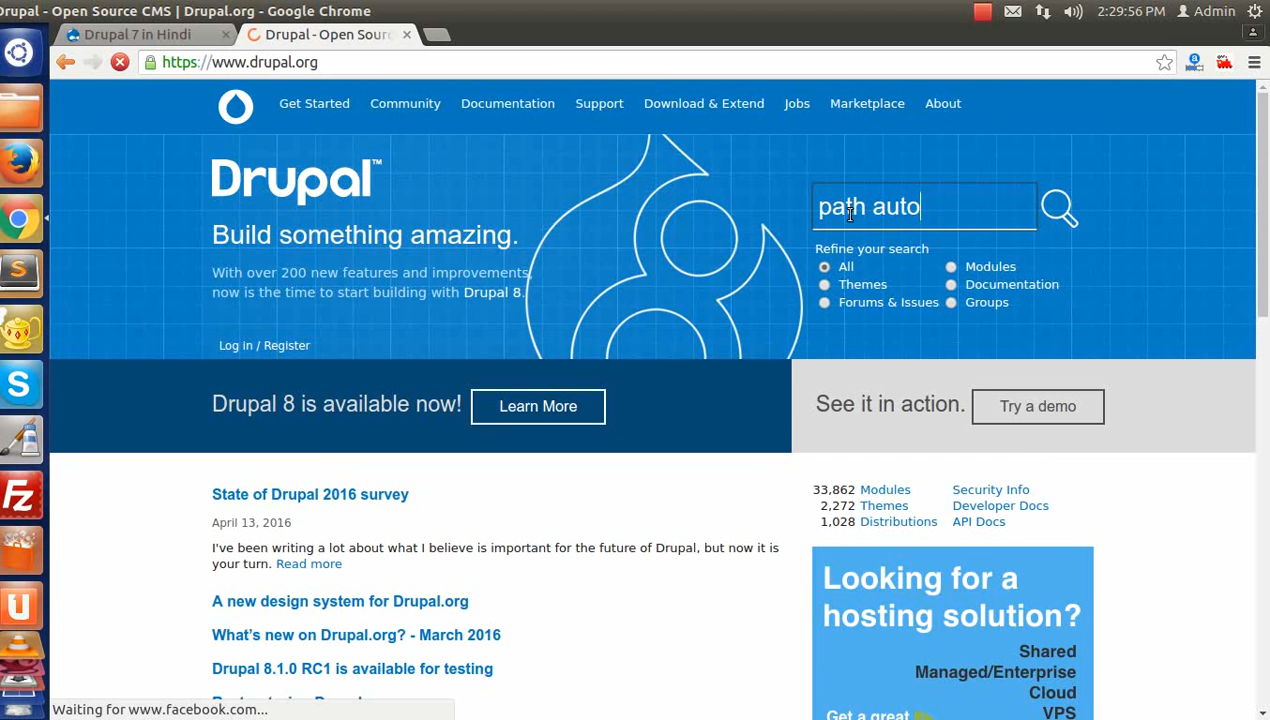 Drupal - Open Source CMS | Drupal.org - Google Chrome
2:29:56 PM
Admin
Drupal 7 in Hindi
Drupal - Open Sour
https://www.drupal.org
Get Started
Community
Documentation
Support
Download & Extend
Jobs
Marketplace
About
Drupal™
Build something amazing.
With over 200 new features and improvements,
now is the time to start building with Drupal 8.
Log in / Register
path auto
Refine your search
All
Modules
Themes
Documentation
Forums & Issues
Groups
Drupal 8 is available now!
Learn More
See it in action.
Try a demo
State of Drupal 2016 survey
April 13, 2016
I've been writing a lot about what I believe is important for the future of Drupal, but now it is
your turn. Read more
A new design system for Drupal.org
What's new on Drupal.org? - March 2016
Drupal 8.1.0 RC1 is available for testing
33,862 Modules
Security Info
2,272 Themes
Developer Docs
1,028 Distributions
API Docs
Looking for a
hosting solution?
Shared
Managed/Enterprise
Cloud
VPS
Get a great
Waiting for www.facebook.com...